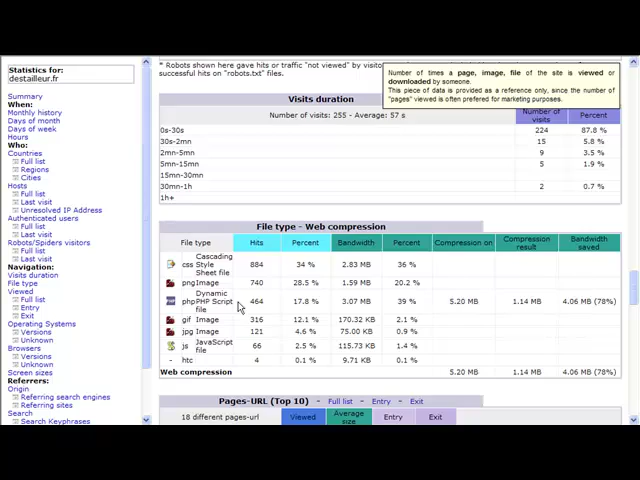 Statistics for:
destailleur.fr
Summary
When:
Monthly history
Days of month
Days of week
Hours
Who:
Countries
Full list
Regions
Cities
Hosts
Full list
Last visit
Unresolved IP Address
Authenticated users
Full list
Last visit
Robots/Spiders visitors
Full list
Last visit
Navigation:
Visits duration
File type
Viewed
Full list
Entry
Exit
Operating Systems
Versions
Unknown
Browsers
Versions
Unknown
Screen sizes
Referrers:
Origin
Referring search engines
Referring sites
Search
Search Keyphrases
* Robots shown here gave hits or traffic "not viewed" by visito
successful hits on "robots.txt" files.
Number of times a page, image, file of the site is viewed or
downloaded by someone.
This piece of data is provided as a reference only, since the number of
"pages" viewed is often prefered for marketing purposes.
Visits duration
Number of visits: 255 - Average: 57 s Number of visits Percent
0s-30s 224 87.8 %
30s-2mn 15 5.8 %
2mn-5mn 9 3.5 %
5mn-15mn 5 1.9 %
15mn-30mn
30mn-1h 2 0.7 %
1h+
File type - Web compression
File type Hits Percent Bandwidth Percent Compression on Compression result Bandwidth saved
css Cascading Style Sheet file 884 34 % 2.83 MB 36 %
png Image 740 28.5 % 1.59 MB 20.2 %
php Dynamic PHP Script file 464 17.8 % 3.07 MB 39 % 5.20 MB 1.14 MB 4.06 MB (78%)
gif Image 316 12.1 % 170.32 KB 2.1 %
jpg Image 121 4.6 % 75.00 KB 0.9 %
js JavaScript file 66 2.5 % 115.73 KB 1.4 %
- htc 4 0.1 % 9.71 KB 0.1 %
Web compression 5.20 MB 1.14 MB 4.06 MB (78%)
Pages-URL (Top 10) - Full list - Entry - Exit
18 different pages-url Viewed Average size Entry Exit